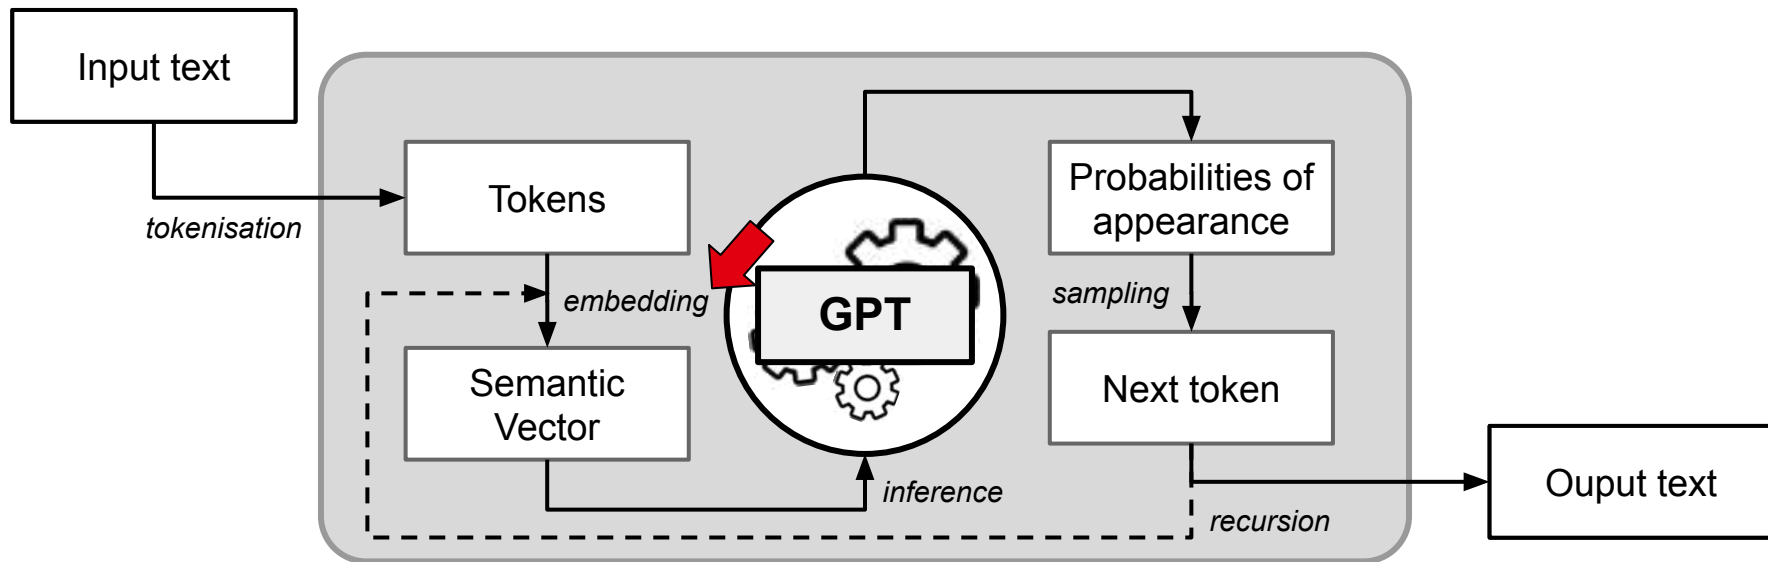 Input text
tokenisation
Tokens
embedding
Semantic
Vector
inference
GPT
Probabilities of
appearance
sampling
Next token
recursion
Ouput text